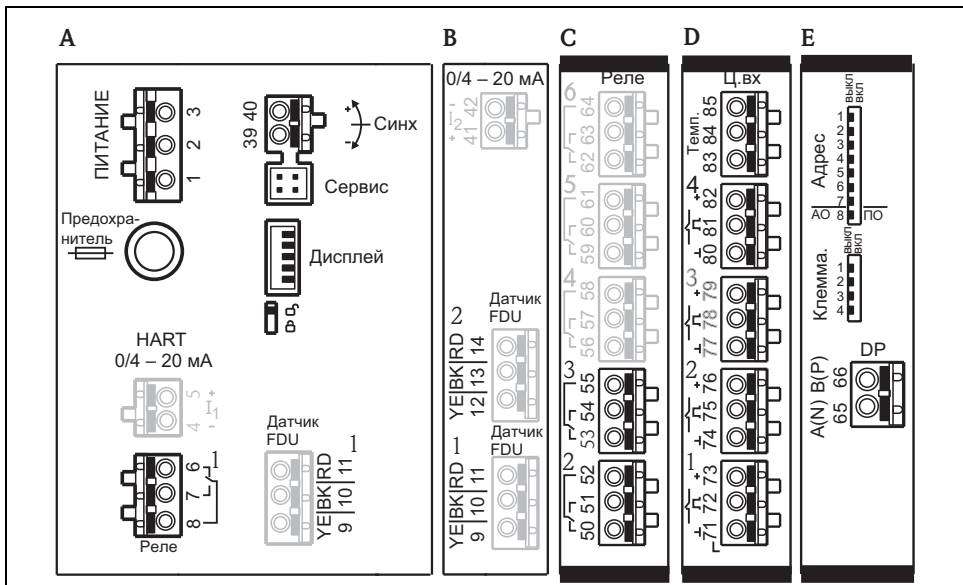 A
B
C
D
E
ПИТАНИЕ
3
2
1
39 40
+
-
Синх
Сервис
Предохра-
нитель
Дисплей
HART
0/4 – 20 мА
4 5
I1
+
-
6
7
8
1
Реле
Датчик
FDU
1
YE|BK|RD
9 |10|11
0/4 – 20 мА
41 42
I2
-
+
Датчик
FDU
2
YE|BK|RD
12|13|14
Датчик
FDU
1
YE|BK|RD
9 |10|11
Реле
6
62 63 64
5
59 60 61
4
56 57 58
3
53 54 55
2
50 51 52
Ц.вх
Темп.
83 84 85
4
80 81 82
+
3
77 78 79
+
2
74 75 76
+
1
71 72 73
+
выкл
вкл
Адрес
1
2
3
4
5
6
7
8
АО
ПО
выкл
вкл
Клемма.
1
2
3
4
DP
A(N) B(P)
65 66